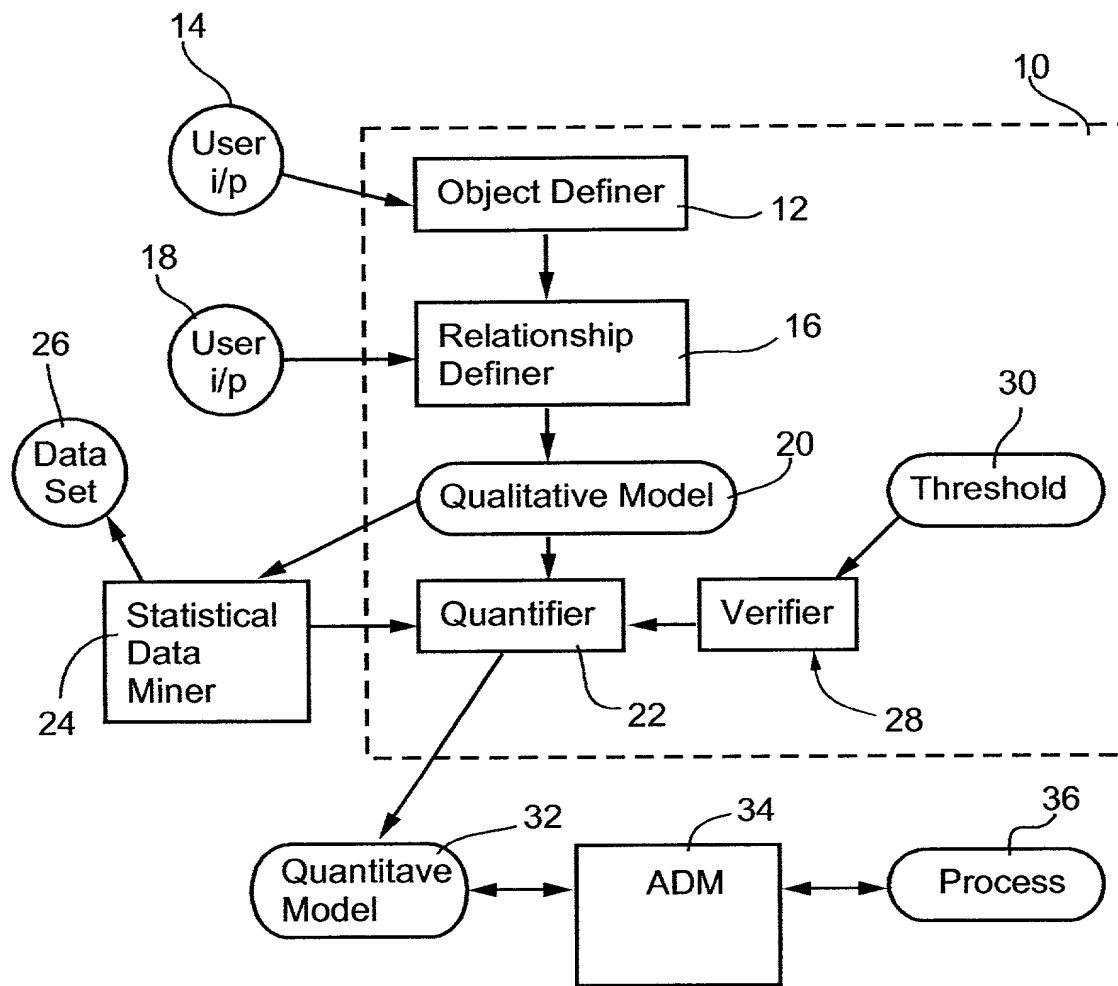 14
10
User
i/p
Object Definer
12
18
User
i/p
Relationship
Definer
16
26
Data
Set
20
30
Qualitative Model
Threshold
Statistical
Data
Miner
Quantifier
Verifier
24
22
28
32
34
36
Quantitave
Model
ADM
Process